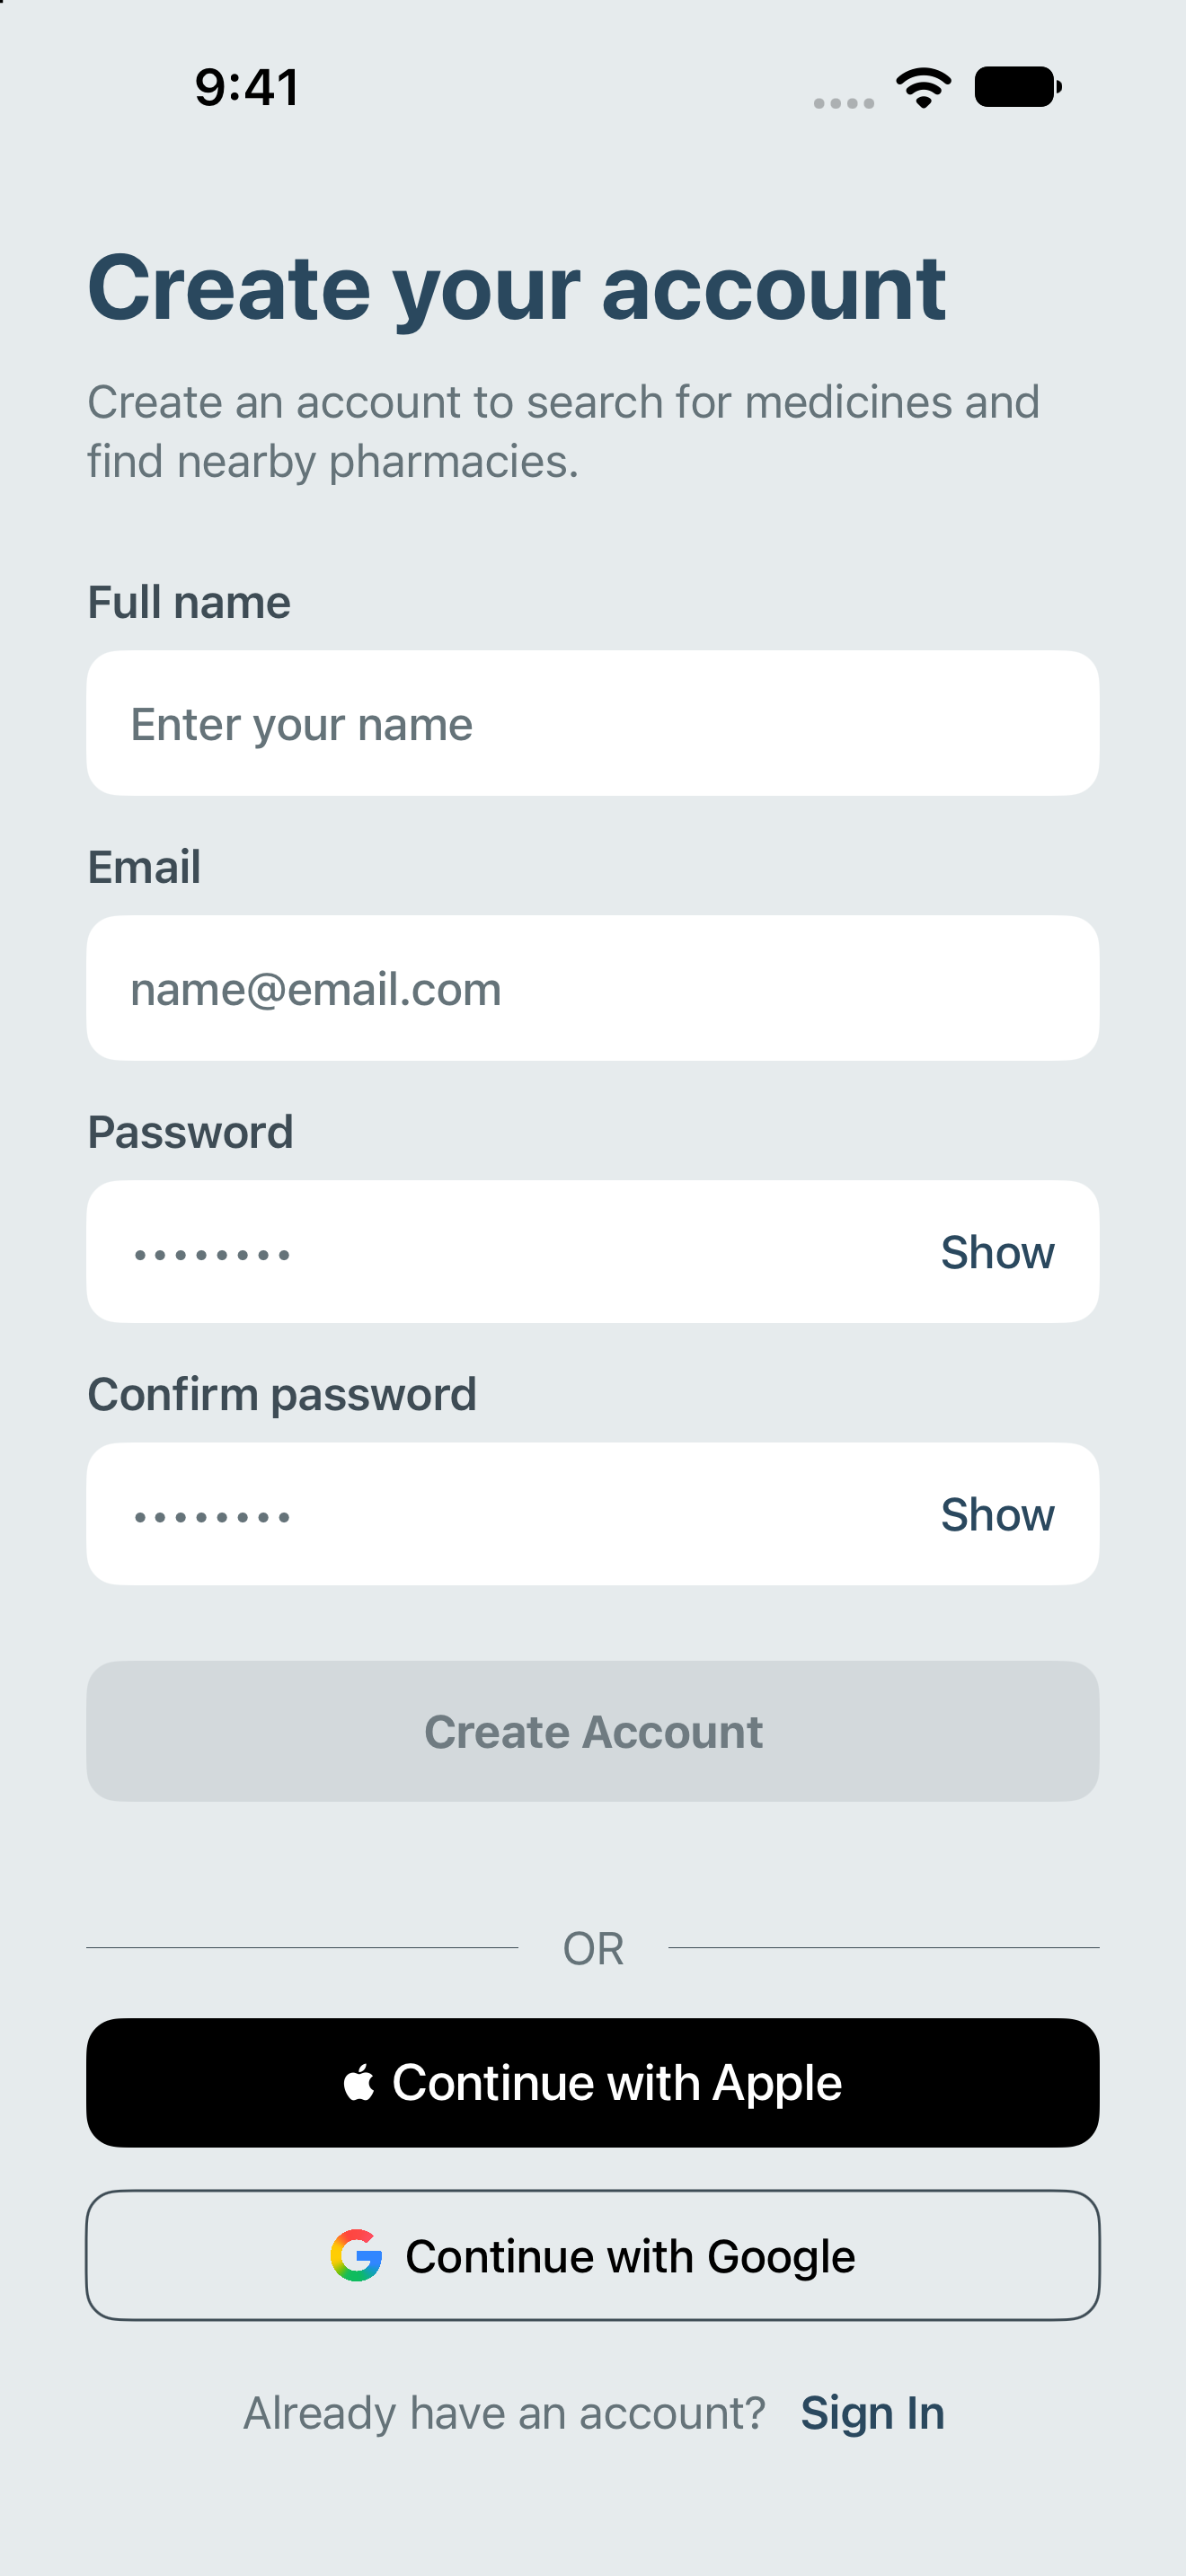 9:41
Create your account
Create an account to search for medicines and
find nearby pharmacies.
Full name
Enter your name
Email
name@email.com
Password
••••••••
Show
Confirm password
••••••••
Show
Create Account
OR
Continue with Apple
Continue with Google
Already have an account? Sign In